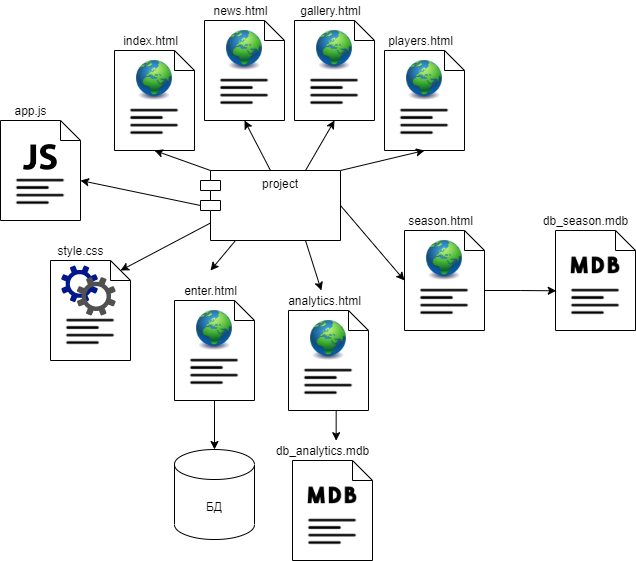 news.html
gallery.html
index.html
players.html
app.js
JS
project
season.html
db_season.mdb
style.css
MDB
enter.html
analytics.html
db_analytics.mdb
MDB
БД